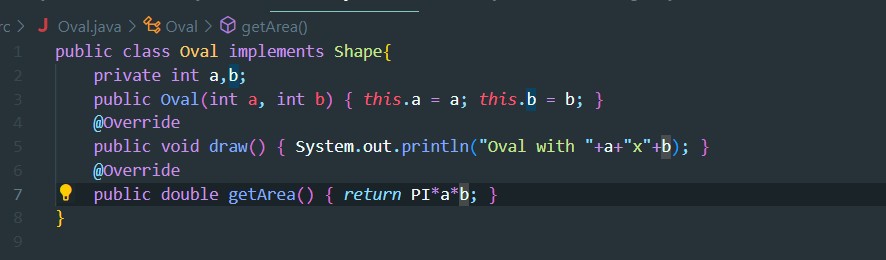 rc > J Oval.java > Oval > getArea()
1 public class Oval implements Shape{
2     private int a,b;
3     public Oval(int a, int b) { this.a = a; this.b = b; }
4     @Override
5     public void draw() { System.out.println("Oval with "+a+"x"+b); }
6     @Override
7     public double getArea() { return PI*a*b; }
8 }
9